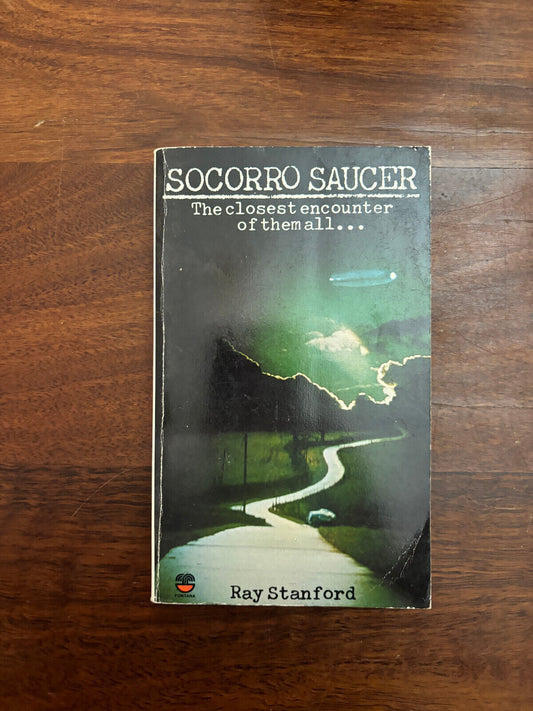 SOCORRO SAUCER
The closest encounter
of them all...
Ray Stanford
FONTANA